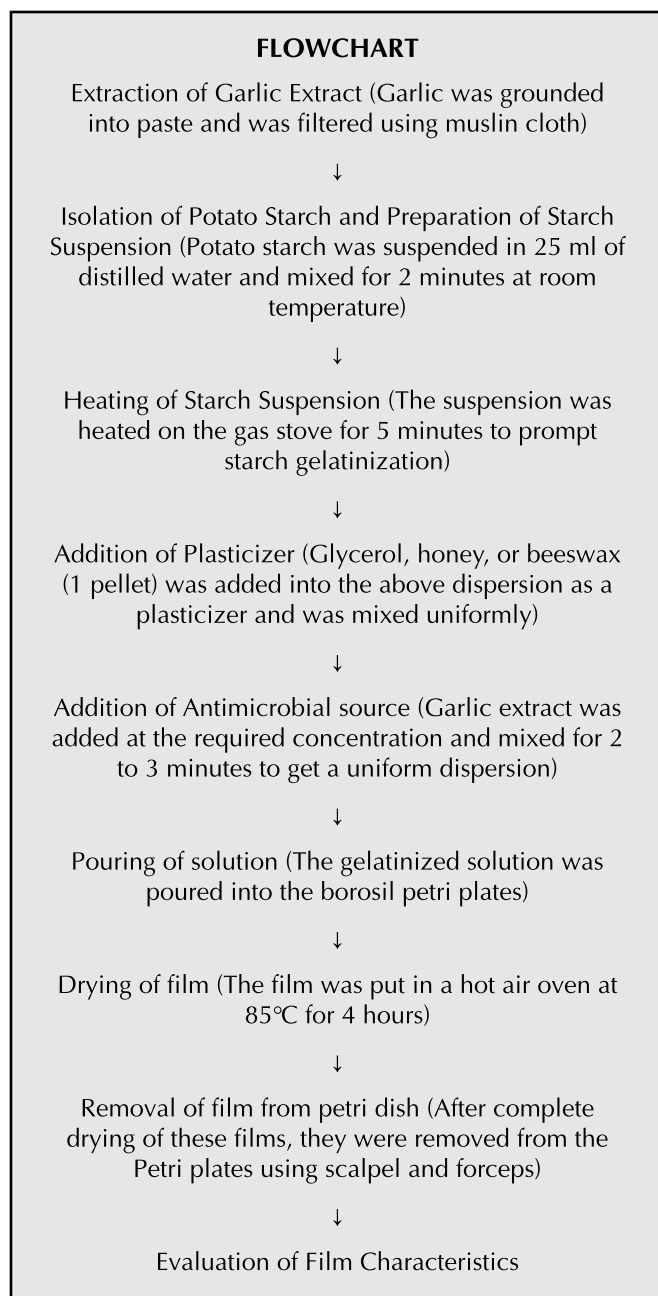 FLOWCHART
Extraction of Garlic Extract (Garlic was grounded
into paste and was filtered using muslin cloth)
↓
Isolation of Potato Starch and Preparation of Starch
Suspension (Potato starch was suspended in 25 ml of
distilled water and mixed for 2 minutes at room
temperature)
↓
Heating of Starch Suspension (The suspension was
heated on the gas stove for 5 minutes to prompt
starch gelatinization)
↓
Addition of Plasticizer (Glycerol, honey, or beeswax
(1 pellet) was added into the above dispersion as a
plasticizer and was mixed uniformly)
↓
Addition of Antimicrobial source (Garlic extract was
added at the required concentration and mixed for 2
to 3 minutes to get a uniform dispersion)
↓
Pouring of solution (The gelatinized solution was
poured into the borosil petri plates)
↓
Drying of film (The film was put in a hot air oven at
85°C for 4 hours)
↓
Removal of film from petri dish (After complete
drying of these films, they were removed from the
Petri plates using scalpel and forceps)
↓
Evaluation of Film Characteristics